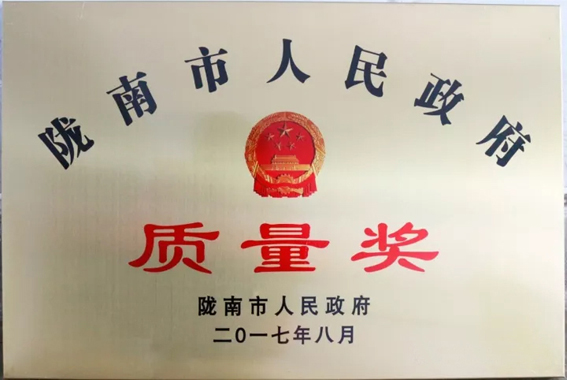 陇南市人民政府
质量奖
陇南市人民政府
二0一七年八月